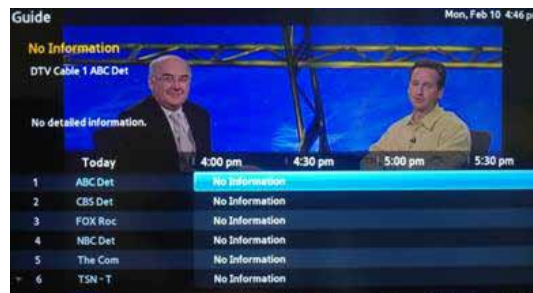 Guide
Mon, Feb 10 4:46 p
No Information
DTV Cable 1 ABC Det
No detailed information.
Today 4:00 pm 4:30 pm 5:00 pm 5:30 pm
1 ABC Det No Information
2 CBS Det No Information
3 FOX Roc No Information
4 NBC Det No Information
5 The Com No Information
6 TSN - T No Information